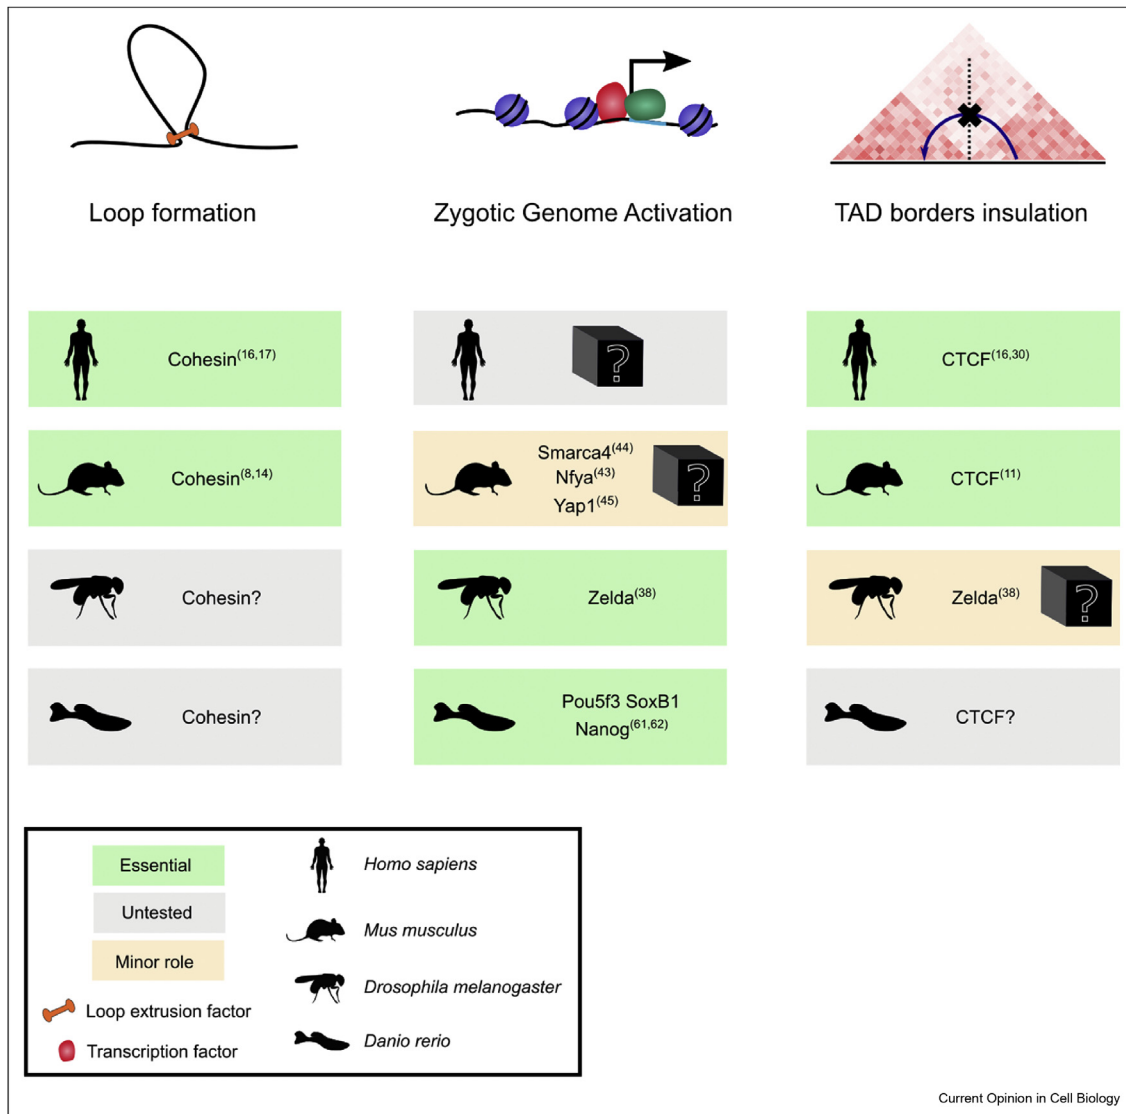 Loop formation
Zygotic Genome Activation
TAD borders insulation
Cohesin(16,17)
?
CTCF(16,30)
Cohesin(8,14)
Smarca4(44)
Nfya(43)
Yap1(45)
?
CTCF(11)
Cohesin?
Zelda(38)
Zelda(38)
?
Cohesin?
Pou5f3 SoxB1
Nanog(61,62)
CTCF?
Essential
Untested
Minor role
Loop extrusion factor
Transcription factor
Homo sapiens
Mus musculus
Drosophila melanogaster
Danio rerio
Current Opinion in Cell Biology